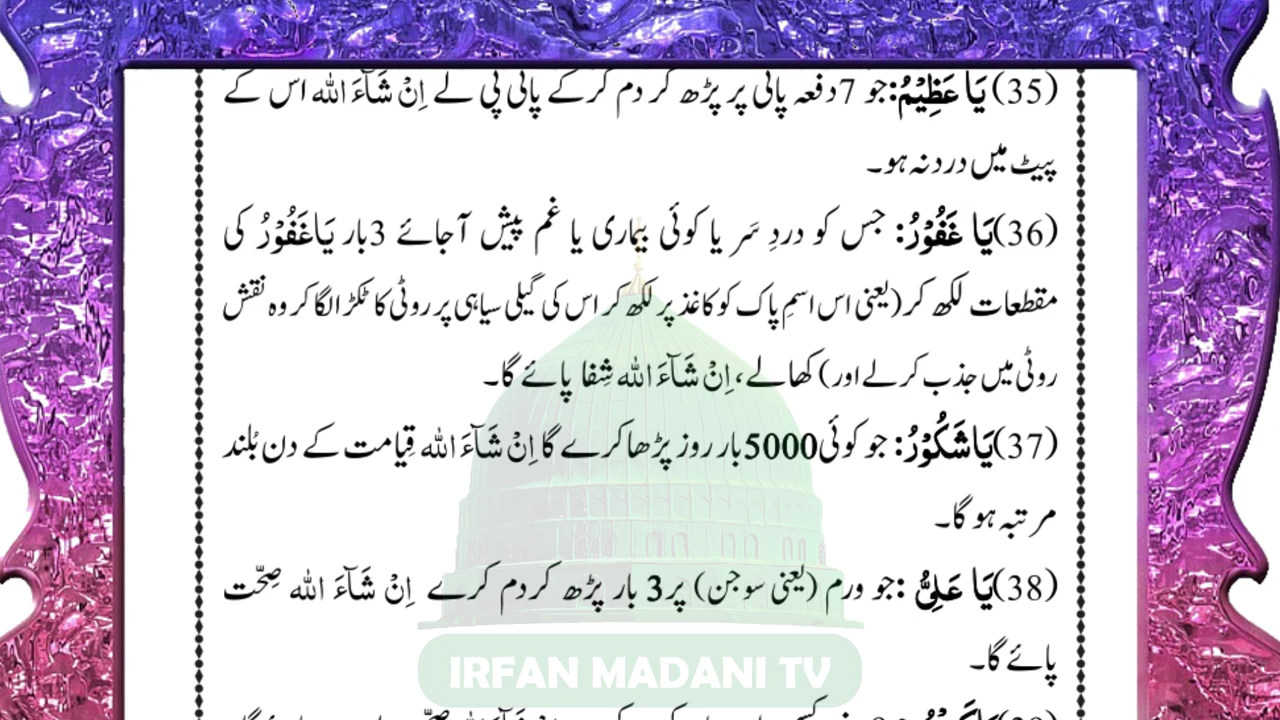 (35) يَا عَظِيْمُ: جو 7 دفعہ پانی پر پڑھ کر دم کرکے پانی پی لے اِنْ شَآءَ اللہ اس کے
پیٹ میں درد نہ ہو۔
(36) يَا غَفُوْرُ: جس کو دردِ سَر یا کوئی بیماری یا غم پیش آجائے 3 بار يَاغَفُوْرُ کی
مقطعات لکھ کر (یعنی اس اسمِ پاک کو کاغذ پر لکھ کر اس کی گیلی سیاہی پر روٹی کا ٹکڑا لگا کر وہ نقش
روٹی میں جذب کرلے اور) کھالے، اِنْ شَآءَ اللہ شِفا پائے گا۔
(37) يَاشَكُوْرُ: جو کوئی 5000 بار روز پڑھا کرے گا اِنْ شَآءَ اللہ قِیامت کے دن بُلند
مرتبہ ہو گا۔
(38) يَا عَلِىُّ: جو ورم (یعنی سوجن) پر 3 بار پڑھ کر دم کرے اِنْ شَآءَ اللہ صِحّت
پائے گا۔
IRFAN MADANI TV